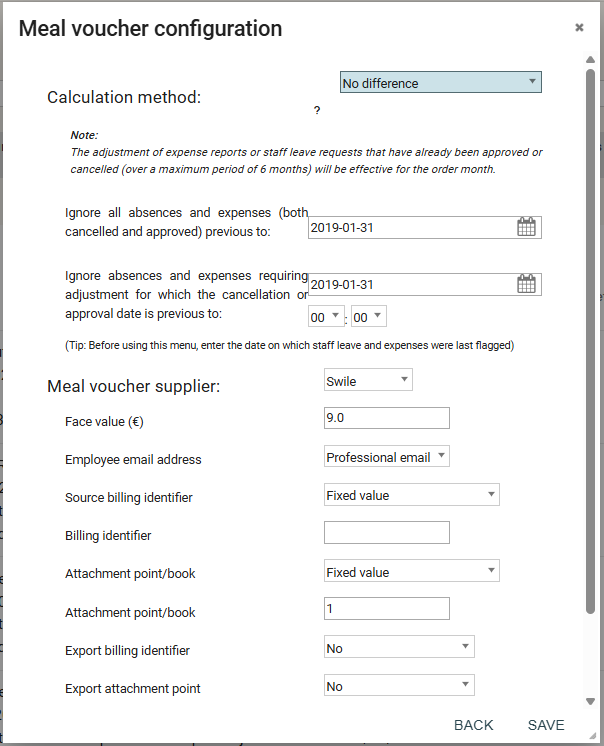 Meal voucher configuration
No difference
Calculation method:
?
Note:
The adjustment of expense reports or staff leave requests that have already been approved or
cancelled (over a maximum period of 6 months) will be effective for the order month.
Ignore all absences and expenses (both
cancelled and approved) previous to:
2019-01-31
Ignore absences and expenses requiring
adjustment for which the cancellation or
approval date is previous to:
2019-01-31
00 : 00
(Tip: Before using this menu, enter the date on which staff leave and expenses were last flagged)
Meal voucher supplier: Swile
Face value (€) 9.0
Employee email address Professional email
Source billing identifier Fixed value
Billing identifier
Attachment point/book Fixed value
Attachment point/book 1
Export billing identifier No
Export attachment point No
BACK SAVE